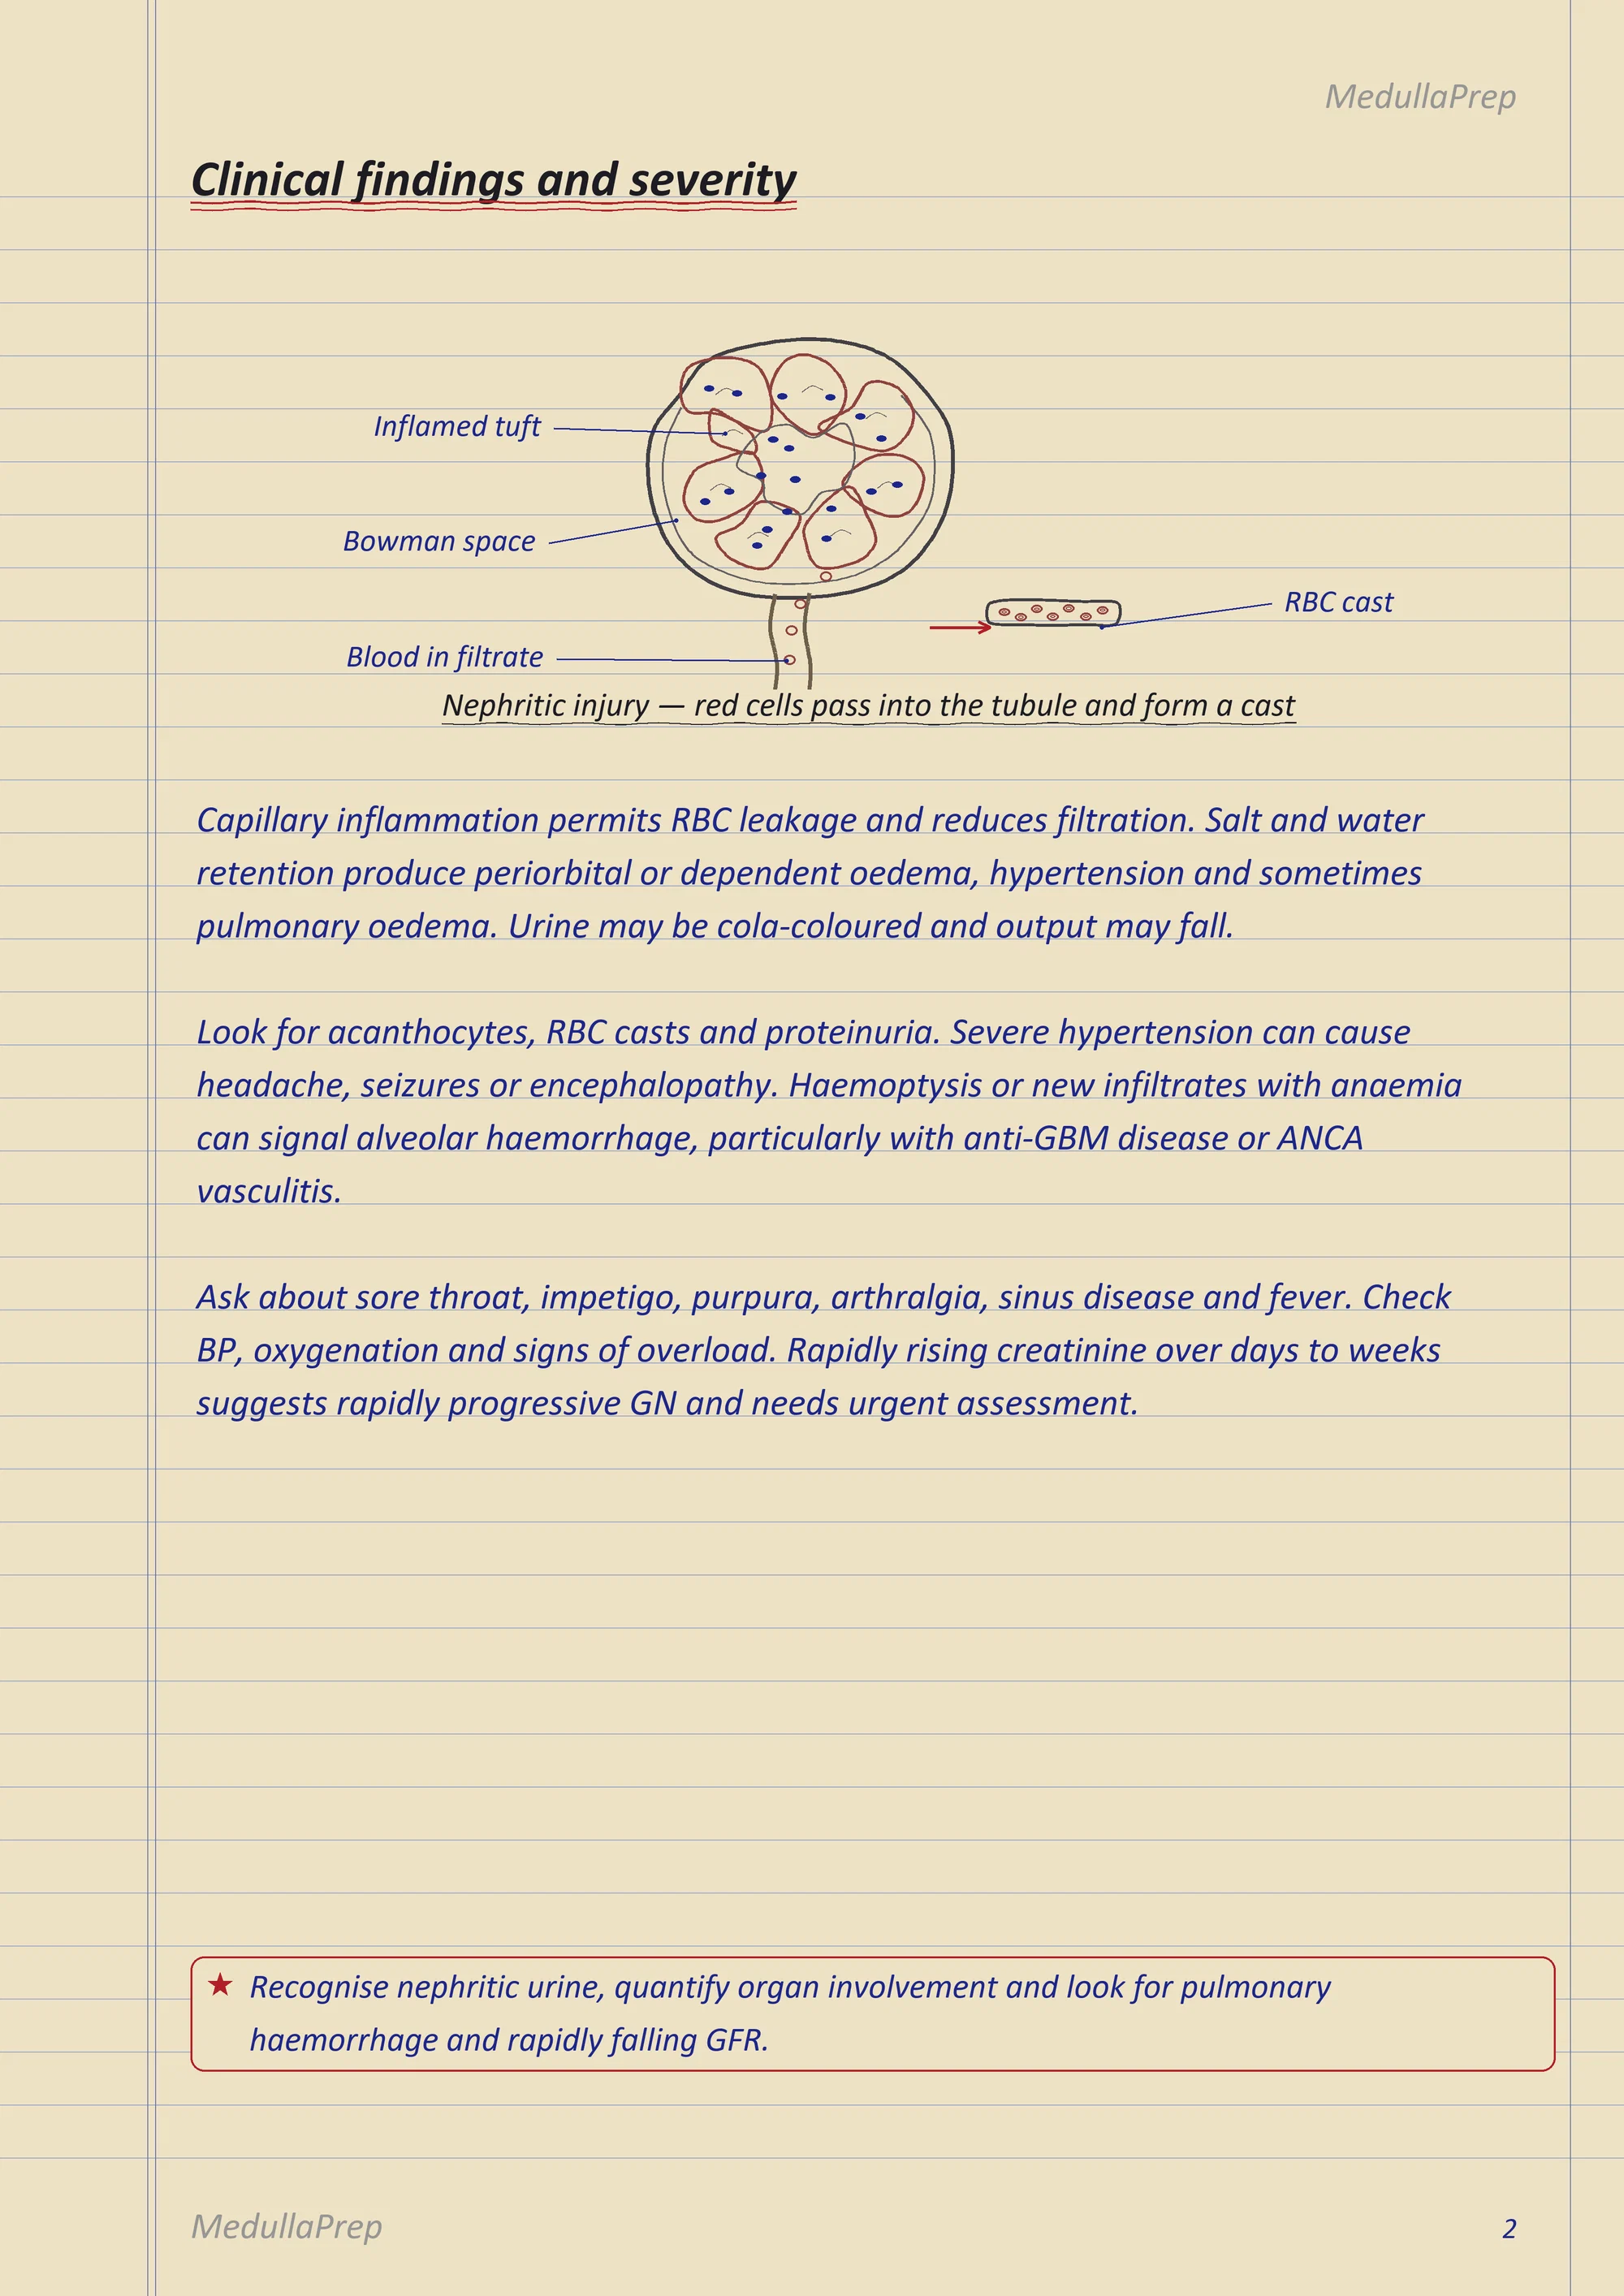 MedullaPrep
Clinical findings and severity
Inflamed tuft
Bowman space
RBC cast
Blood in filtrate
Nephritic injury — red cells pass into the tubule and form a cast
Capillary inflammation permits RBC leakage and reduces filtration. Salt and water
retention produce periorbital or dependent oedema, hypertension and sometimes
pulmonary oedema. Urine may be cola-coloured and output may fall.
Look for acanthocytes, RBC casts and proteinuria. Severe hypertension can cause
headache, seizures or encephalopathy. Haemoptysis or new infiltrates with anaemia
can signal alveolar haemorrhage, particularly with anti-GBM disease or ANCA
vasculitis.
Ask about sore throat, impetigo, purpura, arthralgia, sinus disease and fever. Check
BP, oxygenation and signs of overload. Rapidly rising creatinine over days to weeks
suggests rapidly progressive GN and needs urgent assessment.
★ Recognise nephritic urine, quantify organ involvement and look for pulmonary
haemorrhage and rapidly falling GFR.
MedullaPrep
2